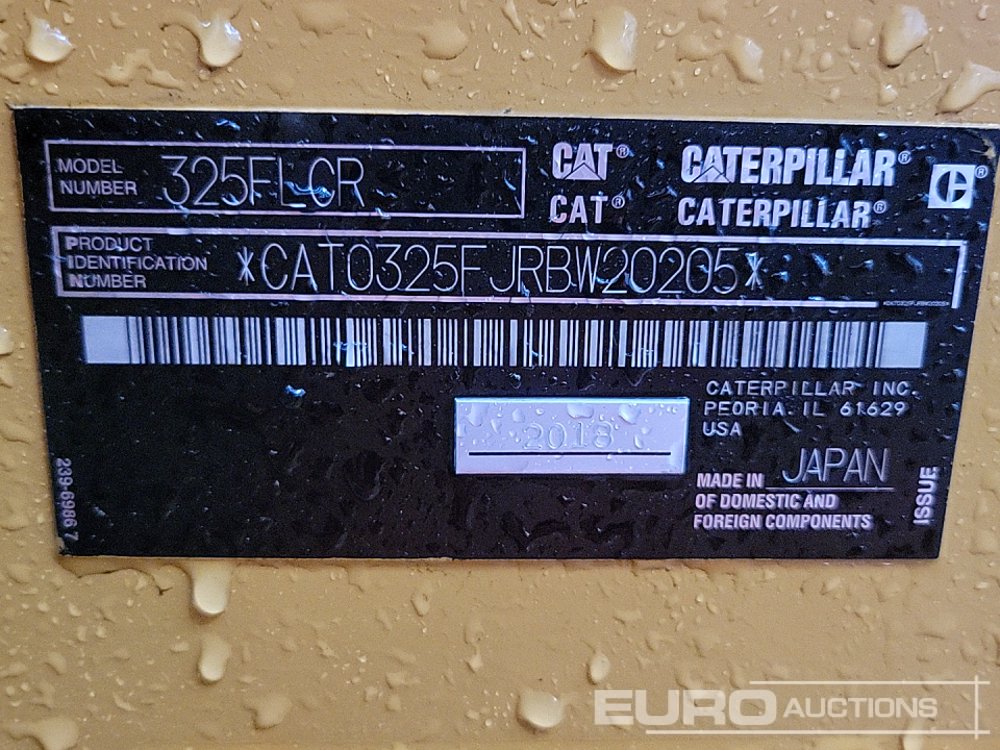 MODEL NUMBER 325FLCR
CAT® CATERPILLAR® C®
CAT® CATERPILLAR®
PRODUCT IDENTIFICATION NUMBER *CAT0325FJRBW20205*
CATERPILLAR INC.
PEORIA IL 61629
USA
2018
MADE IN JAPAN
OF DOMESTIC AND
FOREIGN COMPONENTS
ISSUE
239-6986 7
EURO AUCTIONS